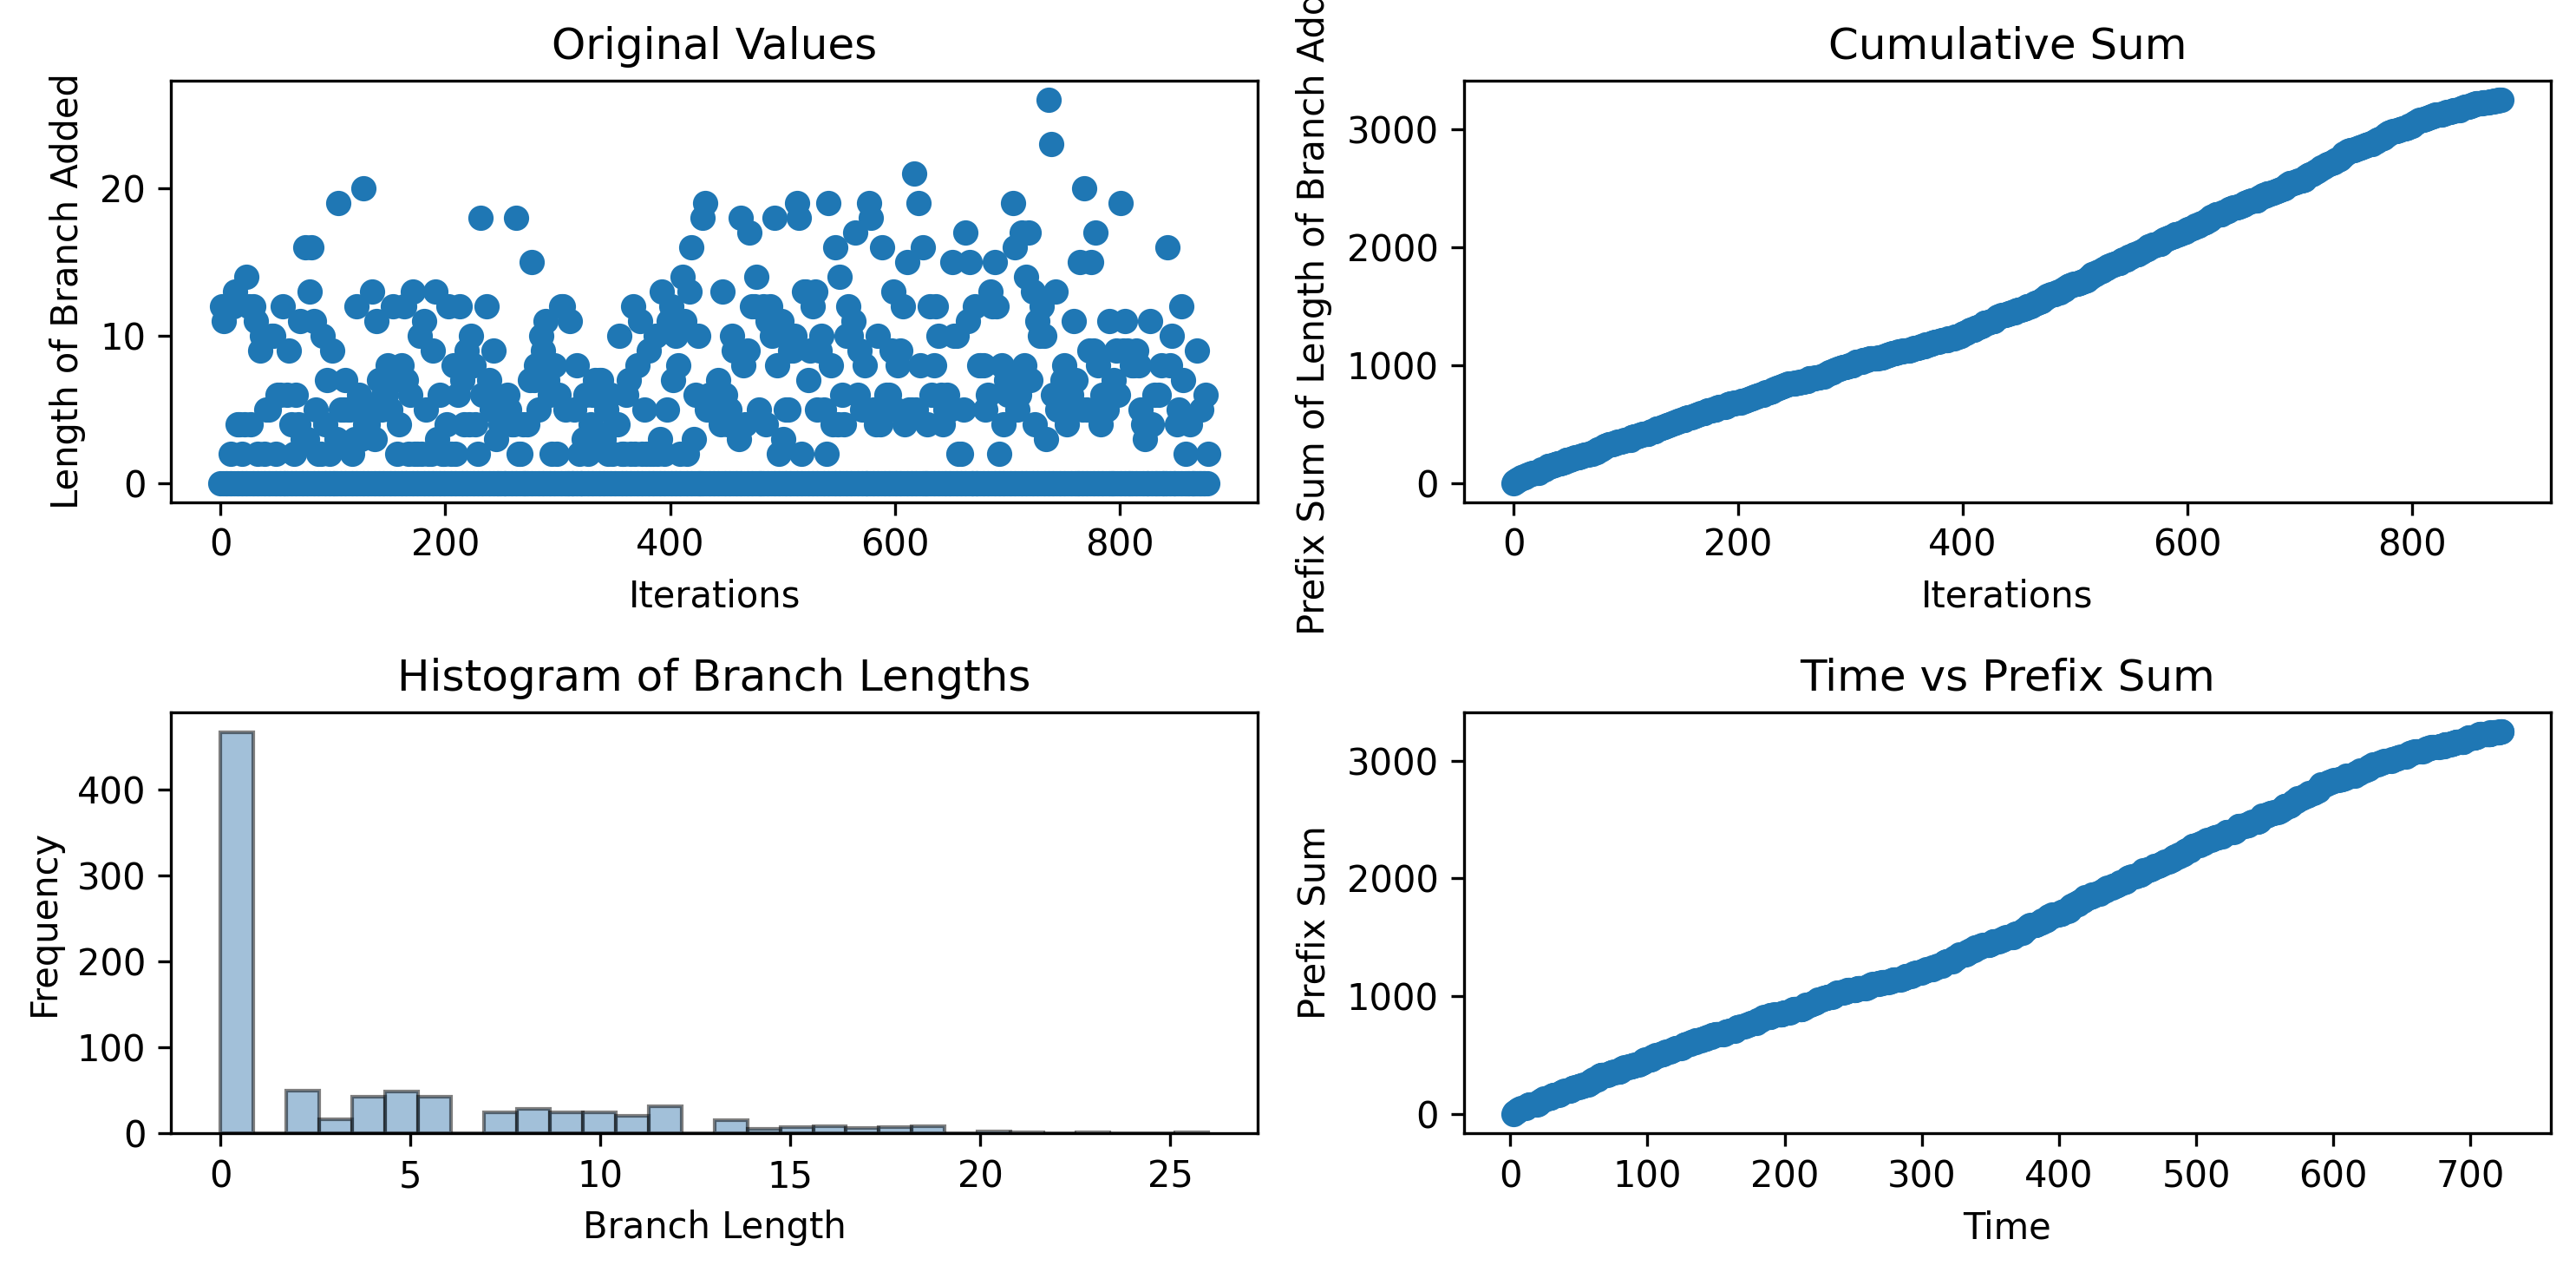 Original Values
Length of Branch Added
20
10
0
0 200 400 600 800
Iterations
Cumulative Sum
Prefix Sum of Length of Branch
3000
2000
1000
0
0 200 400 600 800
Iterations
Histogram of Branch Lengths
Frequency
400
300
200
100
0
0 5 10 15 20 25
Branch Length
Time vs Prefix Sum
Prefix Sum
3000
2000
1000
0
0 100 200 300 400 500 600 700
Time